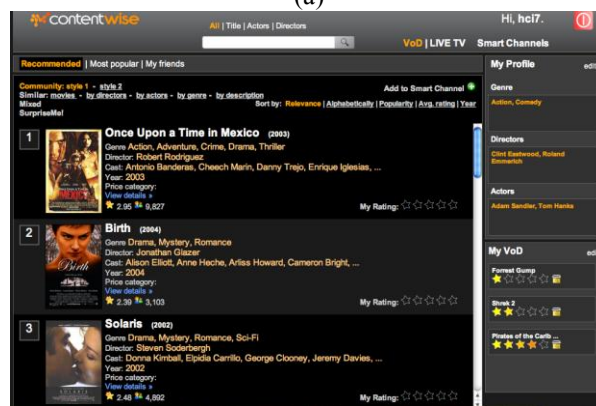 (a)
contentwise
All | Title | Actors | Directors
Hi, hci7.
VoD | LIVE TV Smart Channels
Recommended | Most popular | My friends
Community: style 1 - style 2
Similar: movies - by directors - by actors - by genre - by description
Mixed
SurpriseMe!
Add to Smart Channel
Sort by: Relevance | Alphabetically | Popularity | Avg. rating | Year
1
Once Upon a Time in Mexico (2003)
Genre Action, Adventure, Crime, Drama, Thriller
Director: Robert Rodriguez
Cast: Antonio Banderas, Cheech Marin, Danny Trejo, Enrique Iglesias, ...
Year: 2003
Price category:
View details »
2.95 9,827
My Rating:
2
Birth (2004)
Genre Drama, Mystery, Romance
Director: Jonathan Glazer
Cast: Alison Elliott, Anne Heche, Arliss Howard, Cameron Bright, ...
Year: 2004
Price category:
View details »
2.39 3,103
My Rating:
Birth
3
Solaris (2002)
Genre Drama, Mystery, Romance, Sci-Fi
Director: Steven Soderbergh
Cast: Donna Kimball, Elpidia Carrillo, George Clooney, Jeremy Davies, ...
Year: 2002
Price category:
View details »
2.48 4,892
My Rating:
SOLARIS
My Profile edi
Genre
Action, Comedy
Directors
Clint Eastwood, Roland
Emmerich
Actors
Adam Sandler, Tom Hanks
My VoD ed
Forrest Gump
Shrek 2
Pirates of the Carib ...